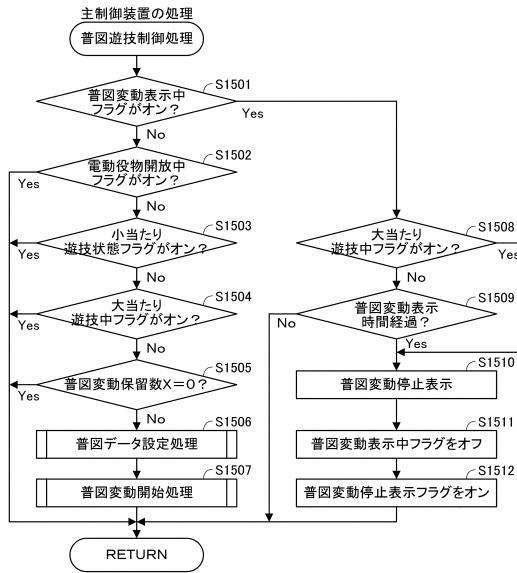 主制御装置の処理
普図遊技制御処理
S1501
普図変動表示中
フラグがオン？
Yes
No
S1502
電動役物開放中
フラグがオン？
Yes
No
S1503
小当たり
遊技状態フラグがオン？
Yes
No
S1504
大当たり
遊技中フラグがオン？
Yes
No
S1505
普図変動保留数X＝0？
Yes
No
S1506
普図データ設定処理
S1507
普図変動開始処理
S1508
大当たり
遊技中フラグがオン？
Yes
No
S1509
普図変動表示
時間経過？
No
Yes
S1510
普図変動停止表示
S1511
普図変動表示中フラグをオフ
S1512
普図変動停止表示フラグをオン
RETURN